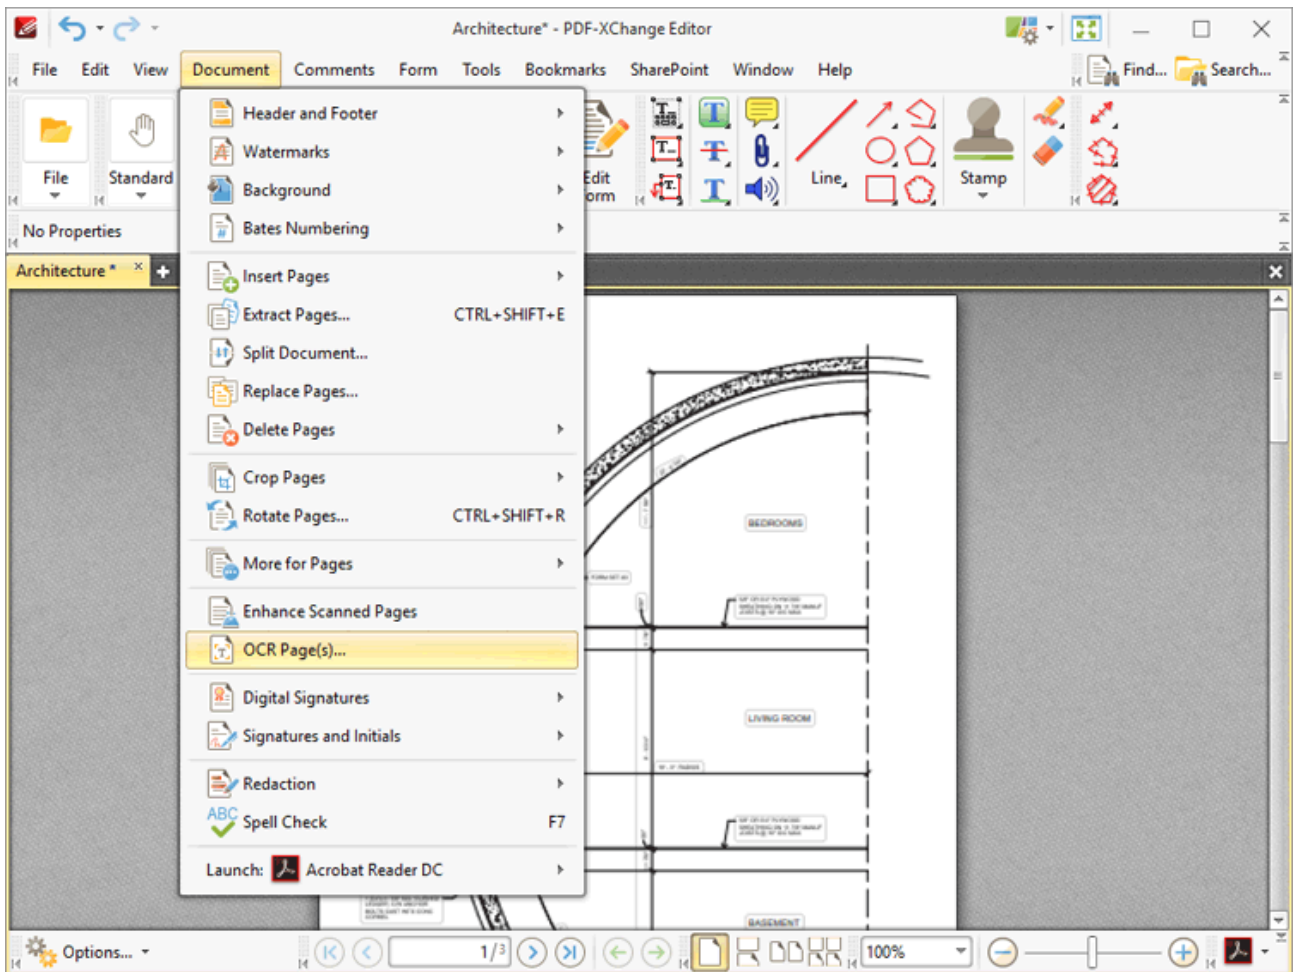 Architecture* - PDF-XChange Editor
File Edit View Document Comments Form Tools Bookmarks SharePoint Window Help Find... Search...
Header and Footer
Watermarks
Background
Bates Numbering
Insert Pages
Extract Pages... CTRL+SHIFT+E
Split Document...
Replace Pages...
Delete Pages
Crop Pages
Rotate Pages... CTRL+SHIFT+R
More for Pages
Enhance Scanned Pages
OCR Page(s)...
Digital Signatures
Signatures and Initials
Redaction
ABC Spell Check F7
Launch: Acrobat Reader DC
File Standard Line Stamp
No Properties
Architecture *
BEDROOMS
LIVING ROOM
BASEMENT
Options... 1/3 100%